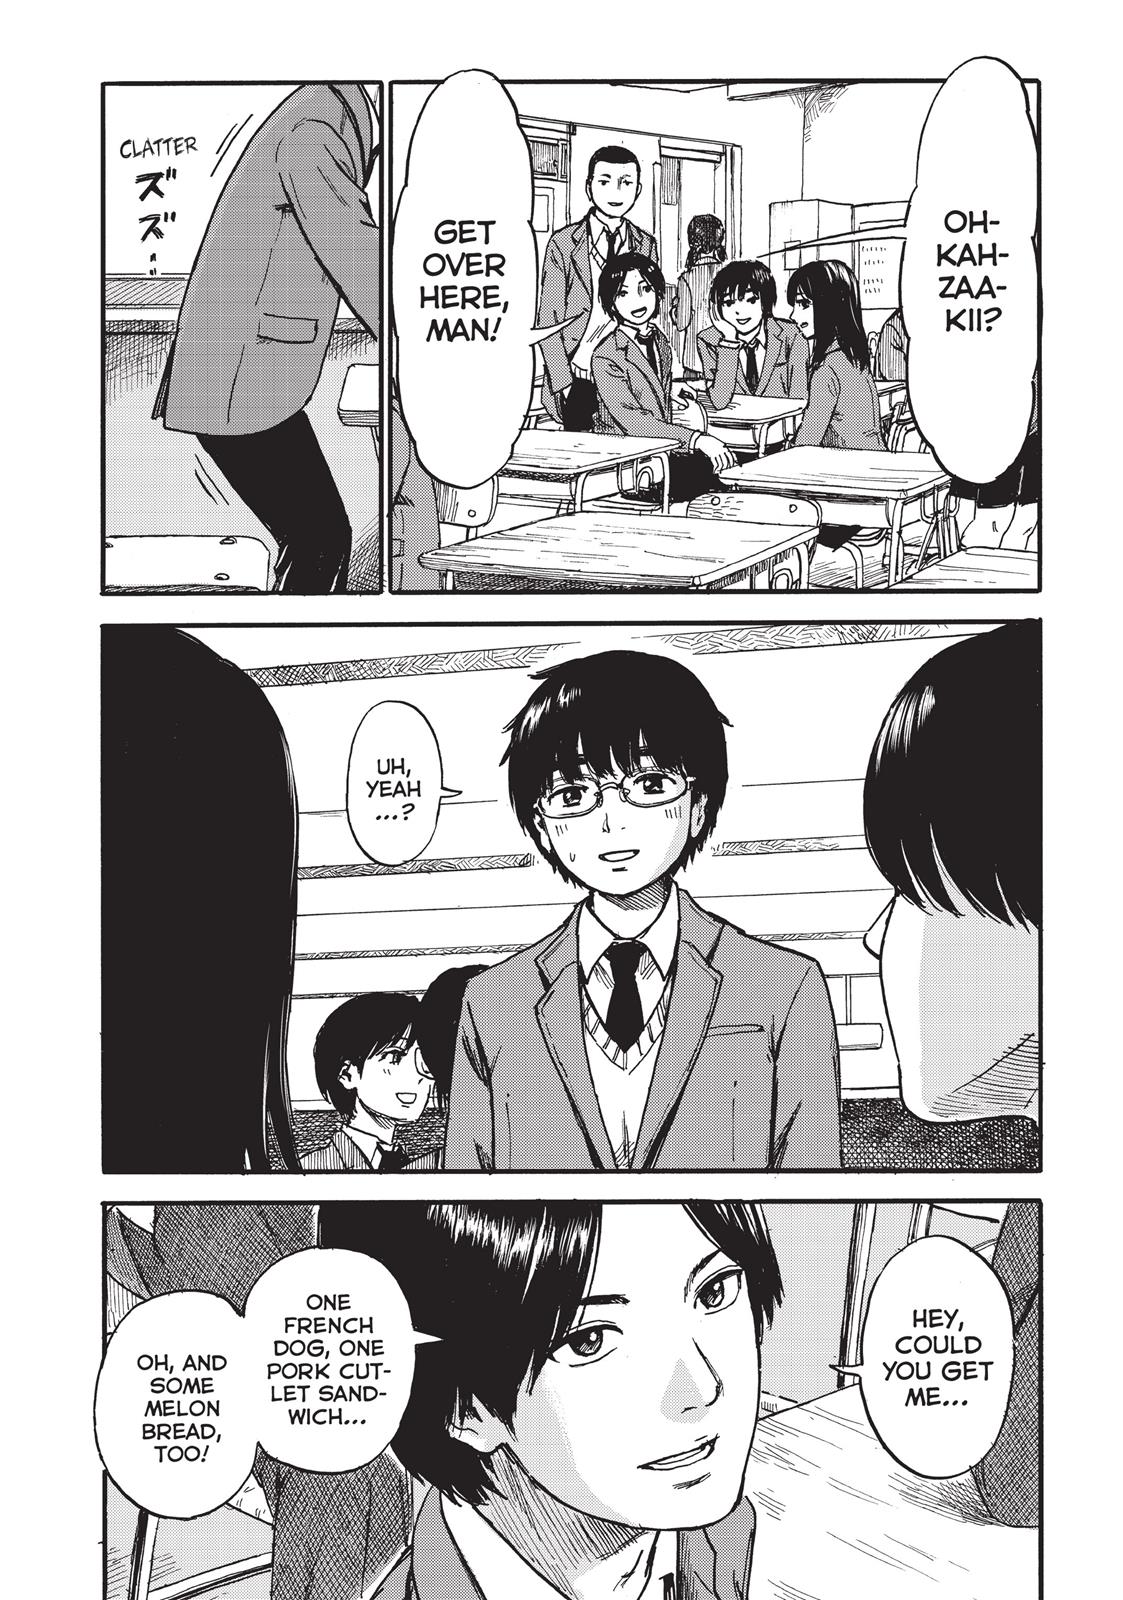 OH-
KAH-
ZAA-
KII?
GET
OVER
HERE,
MAN!
CLATTER
ズ
ズ゙...
UH,
YEAH
...?
HEY,
COULD
YOU GET
ME...
ONE
FRENCH
DOG, ONE
PORK CUT-
LET SAND-
WICH...
OH, AND
SOME
MELON
BREAD,
TOO!